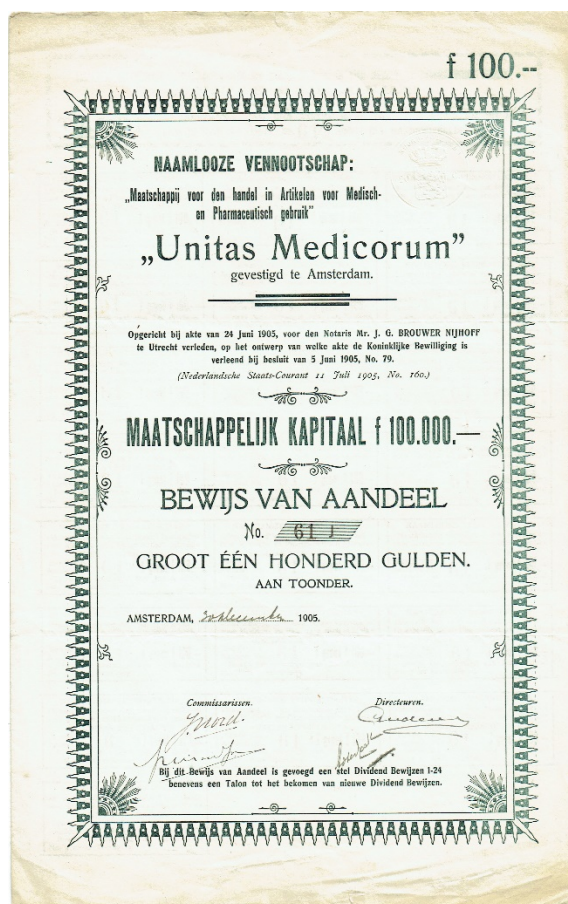 f 100.--
NAAMLOOZE VENNOOTSCHAP:
„Maatschappij voor den handel in Artikelen voor Medisch-
en Pharmaceutisch gebruik”
„Unitas Medicorum”
gevestigd te Amsterdam.
Opgericht bij akte van 24 Juni 1905, voor den Notaris Mr. J. G. BROUWER NIJHOFF
te Utrecht verleden, op het ontwerp van welke akte de Koninklijke Bewilliging is
verleend bij besluit van 5 Juni 1905, No. 79.
(Nederlandsche Staats-Courant 11 Juli 1905, No. 160.)
MAATSCHAPPELIJK KAPITAAL f 100.000.—
BEWIJS VAN AANDEEL
No. 61
GROOT ÉÉN HONDERD GULDEN.
AAN TOONDER.
AMSTERDAM, 1905.
Commissarissen. Directeuren.
Bij dit Bewijs van Aandeel is gevoegd een stel Dividend Bewijzen 1-24
benevens een Talon tot het bekomen van nieuwe Dividend Bewijzen.